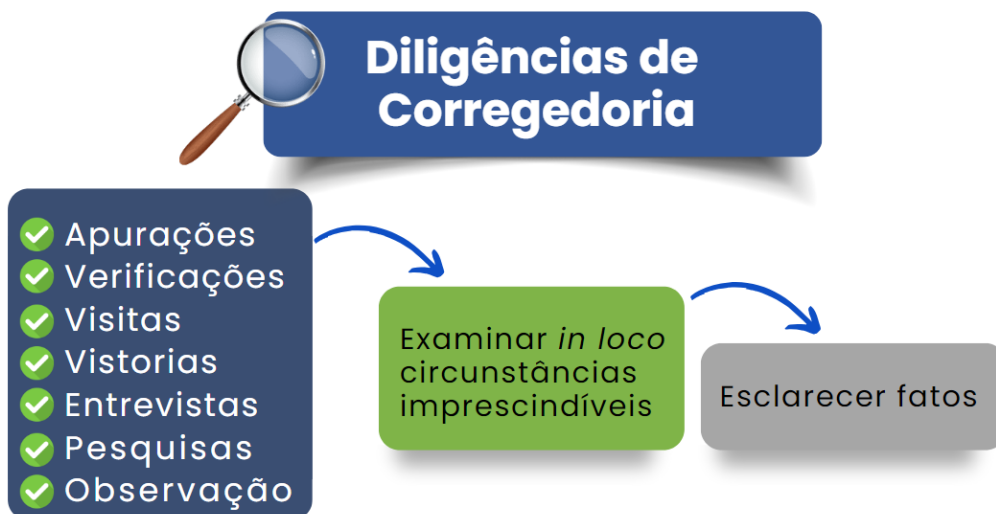 Diligências de
Corregedoria
Apurações
Verificações
Visitas
Vistorias
Entrevistas
Pesquisas
Observação
Examinar in loco
circunstâncias
imprescindíveis
Esclarecer fatos